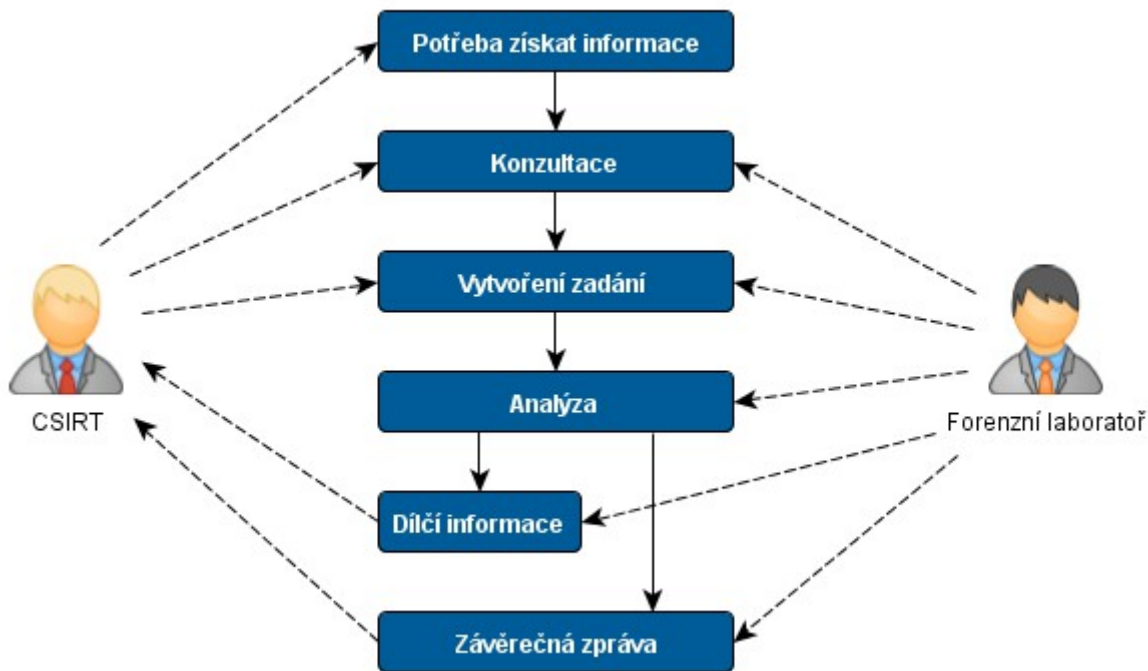 Potřeba získat informace
Konzultace
Vytvoření zadání
Analýza
CSIRT
Forenzní laboratoř
Dílčí informace
Závěrečná zpráva